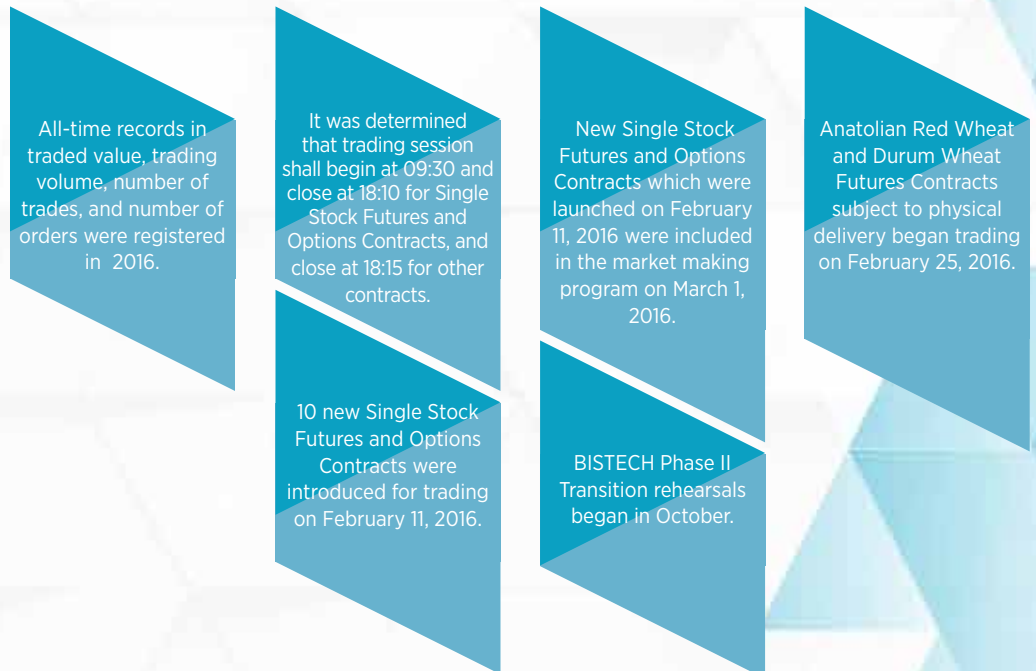 All-time records in
traded value, trading
volume, number of
trades, and number of
orders were registered
in 2016.
It was determined
that trading session
shall begin at 09:30 and
close at 18:10 for Single
Stock Futures and
Options Contracts, and
close at 18:15 for other
contracts.
10 new Single Stock
Futures and Options
Contracts were
introduced for trading
on February 11, 2016.
New Single Stock
Futures and Options
Contracts which were
launched on February
11, 2016 were included
in the market making
program on March 1,
2016.
BISTECH Phase II
Transition rehearsals
began in October.
Anatolian Red Wheat
and Durum Wheat
Futures Contracts
subject to physical
delivery began trading
on February 25, 2016.